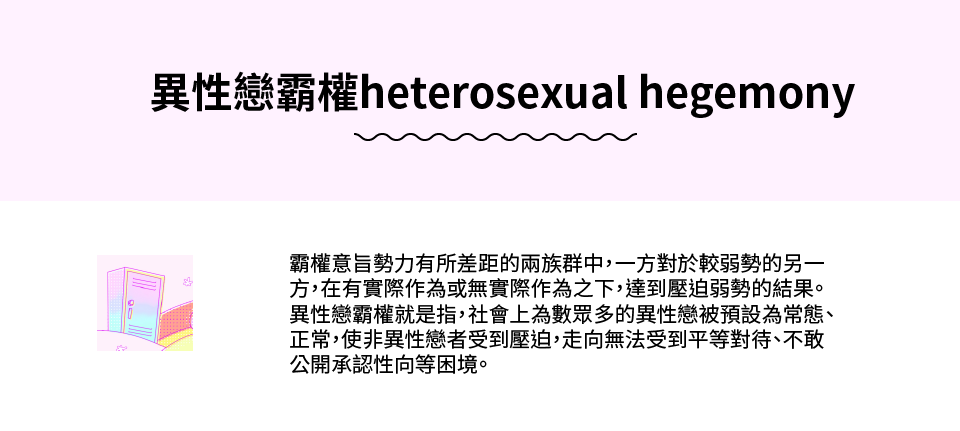 異性戀霸權heterosexual hegemony
霸權意旨勢力有所差距的兩族群中，一方對於較弱勢的另一
方，在有實際作為或無實際作為之下，達到壓迫弱勢的結果。
異性戀霸權就是指，社會上為數眾多的異性戀被預設為常態、
正常，使非異性戀者受到壓迫，走向無法受到平等對待、不敢
公開承認性向等困境。